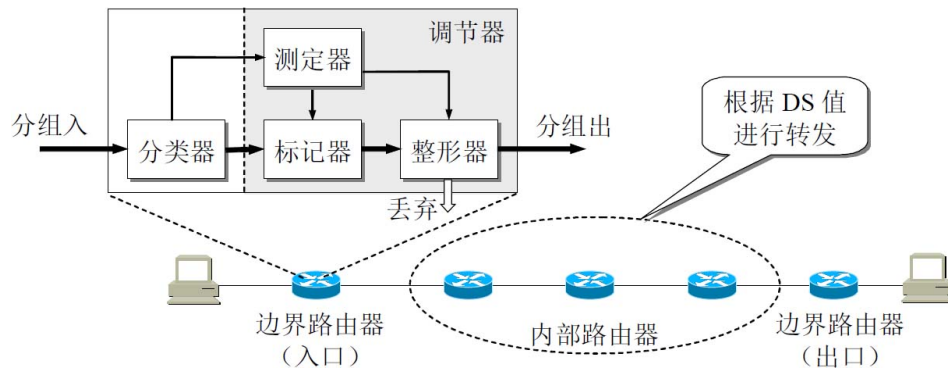 调节器
测定器
根据 DS 值
进行转发
分组入
分类器
标记器
整形器
分组出
丢弃
边界路由器
（入口）
内部路由器
边界路由器
（出口）